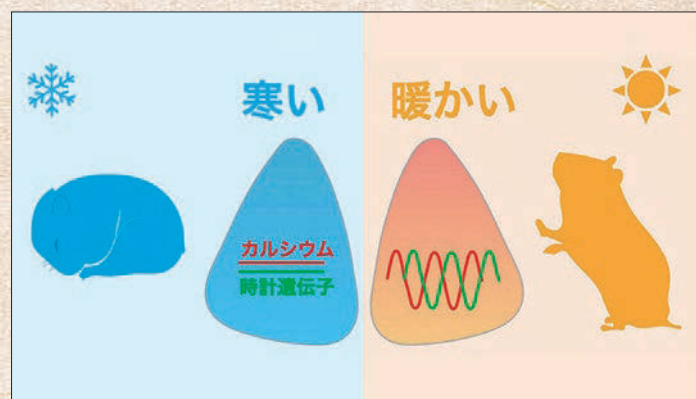 寒い
暖かい
カルシウム
時計遺伝子